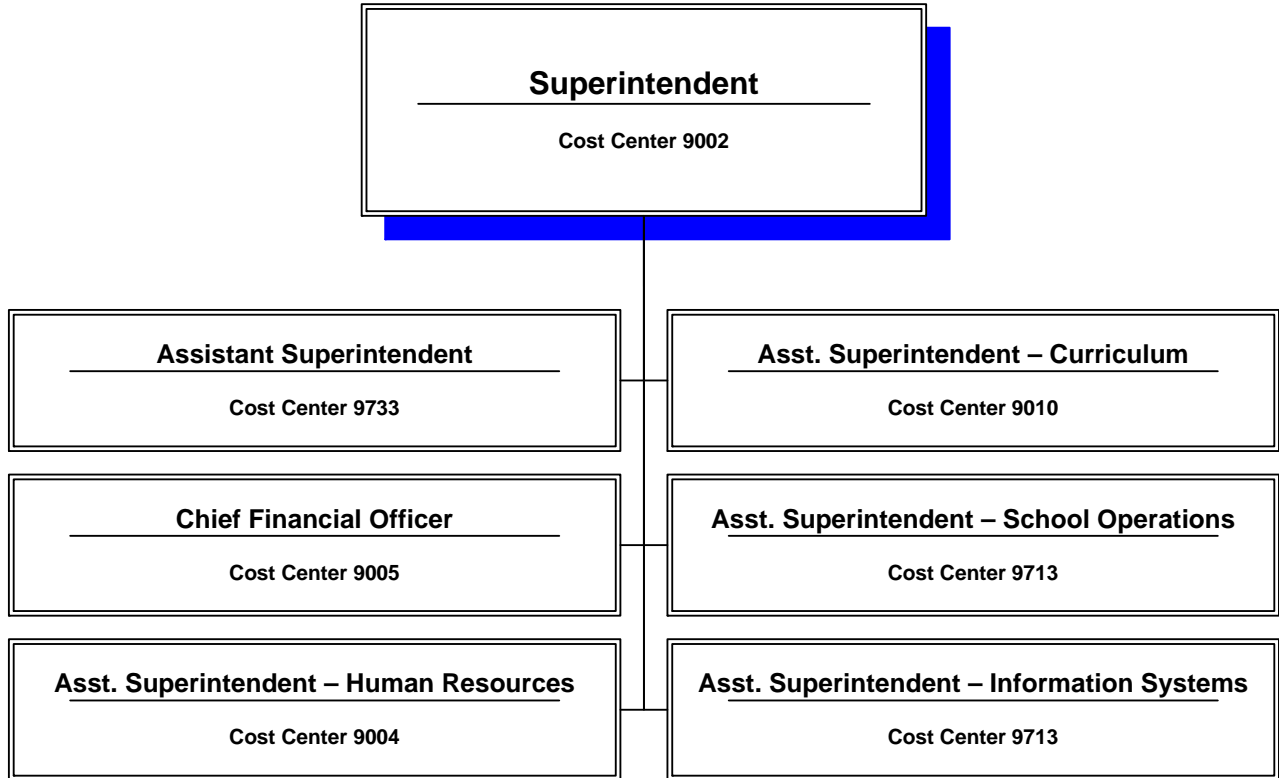 Superintendent
Cost Center 9002
Assistant Superintendent
Cost Center 9733
Asst. Superintendent – Curriculum
Cost Center 9010
Chief Financial Officer
Cost Center 9005
Asst. Superintendent – School Operations
Cost Center 9713
Asst. Superintendent – Human Resources
Cost Center 9004
Asst. Superintendent – Information Systems
Cost Center 9713